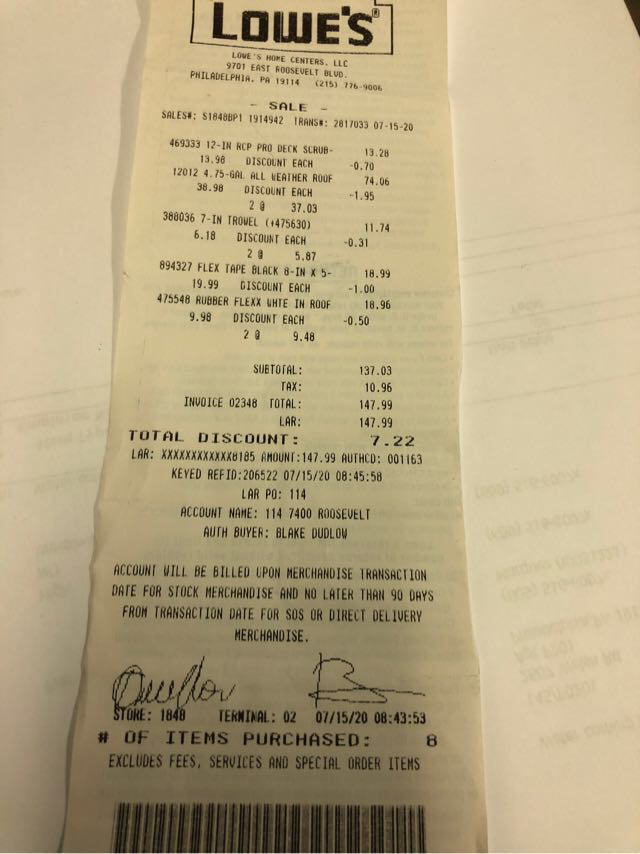 LOWE'S®
LOWE'S HOME CENTERS, LLC
9701 EAST ROOSEVELT BLVD.
PHILADELPHIA, PA 19114 (215) 776-9006
- SALE -
SALES#: S1848BP1 1914942 TRANS#: 2817033 07-15-20
469333 12-IN RCP PRO DECK SCRUB- 13.28
13.98 DISCOUNT EACH -0.70
12012 4.75-GAL ALL WEATHER ROOF 74.06
38.98 DISCOUNT EACH -1.95
2 @ 37.03
388036 7-IN TROWEL (+475630) 11.74
6.18 DISCOUNT EACH -0.31
2 @ 5.87
894327 FLEX TAPE BLACK 8-IN X 5- 18.99
19.99 DISCOUNT EACH -1.00
475548 RUBBER FLEXX WHTE IN ROOF 18.96
9.98 DISCOUNT EACH -0.50
2 @ 9.48
SUBTOTAL: 137.03
TAX: 10.96
INVOICE 02348 TOTAL: 147.99
LAR: 147.99
TOTAL DISCOUNT: 7.22
LAR: XXXXXXXXXXXX8185 AMOUNT:147.99 AUTHCD: 001163
KEYED REFID:206522 07/15/20 08:45:58
LAR PO: 114
ACCOUNT NAME: 114 7400 ROOSEVELT
AUTH BUYER: BLAKE DUDLOW
ACCOUNT WILL BE BILLED UPON MERCHANDISE TRANSACTION
DATE FOR STOCK MERCHANDISE AND NO LATER THAN 90 DAYS
FROM TRANSACTION DATE FOR SOS OR DIRECT DELIVERY
MERCHANDISE.
STORE: 1848 TERMINAL: 02 07/15/20 08:43:53
# OF ITEMS PURCHASED: 8
EXCLUDES FEES, SERVICES AND SPECIAL ORDER ITEMS